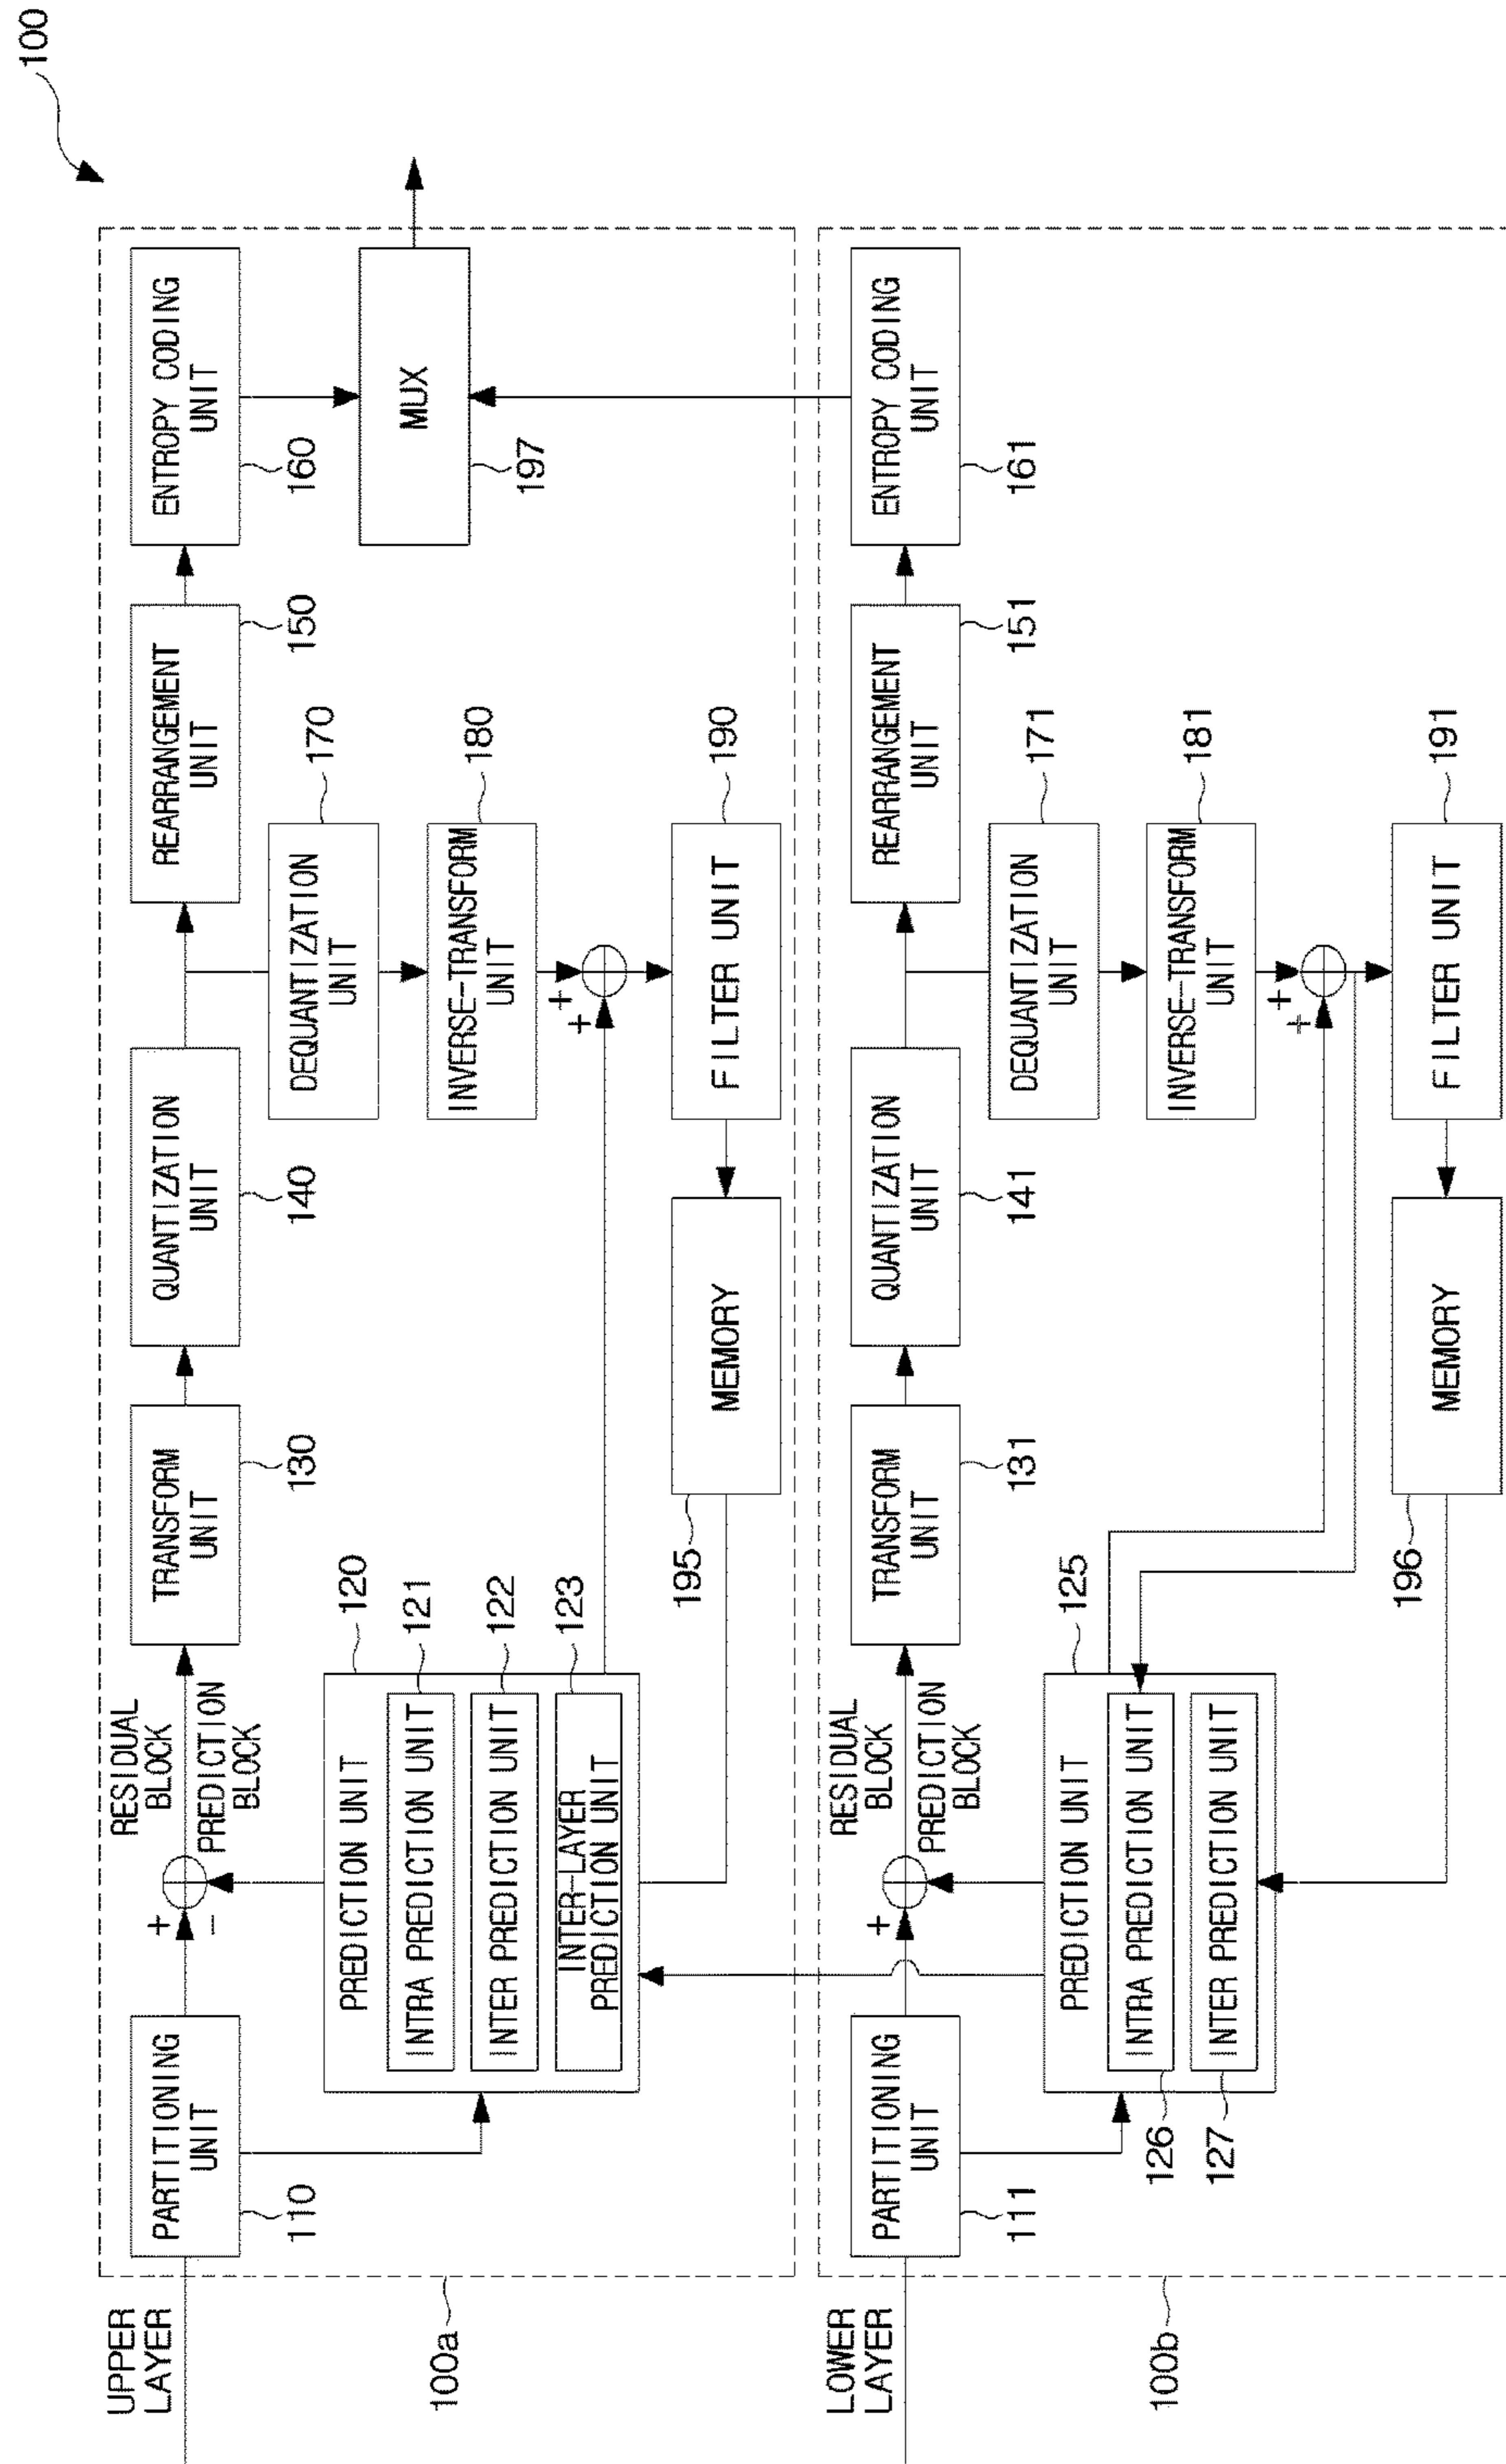 100
UPPER
LAYER
100a
PARTITIONING
UNIT
110
+
-
RESIDUAL
BLOCK
PREDICTION
BLOCK
TRANSFORM
UNIT
130
QUANTIZATION
UNIT
140
REARRANGEMENT
UNIT
150
ENTROPY CODING
UNIT
160
PREDICTION UNIT
120
INTRA PREDICTION UNIT
121
INTER PREDICTION UNIT
122
INTER-LAYER
PREDICTION UNIT
123
DEQUANTIZATION
UNIT
170
INVERSE-TRANSFORM
UNIT
180
+
+
FILTER UNIT
190
MEMORY
195
MUX
197
LOWER
LAYER
100b
PARTITIONING
UNIT
111
+
RESIDUAL
BLOCK
PREDICTION
BLOCK
TRANSFORM
UNIT
131
QUANTIZATION
UNIT
141
REARRANGEMENT
UNIT
151
ENTROPY CODING
UNIT
161
PREDICTION UNIT
125
INTRA PREDICTION UNIT
126
INTER PREDICTION UNIT
127
DEQUANTIZATION
UNIT
171
INVERSE-TRANSFORM
UNIT
181
+
+
FILTER UNIT
191
MEMORY
196